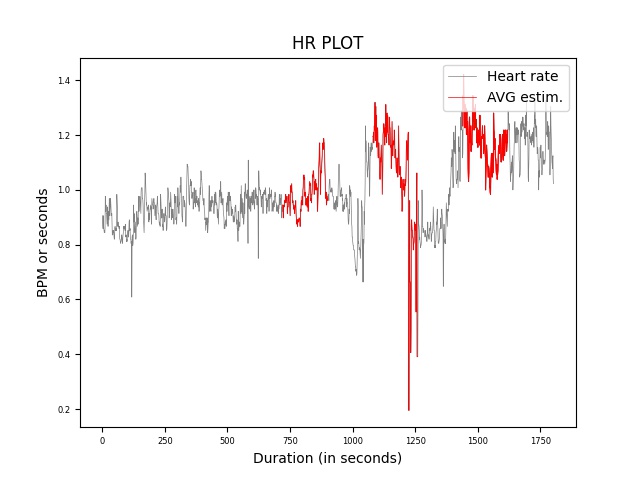 HR PLOT
Heart rate
AVG estim.
BPM or seconds
1.4
1.2
1.0
0.8
0.6
0.4
0.2
0 250 500 750 1000 1250 1500 1750
Duration (in seconds)